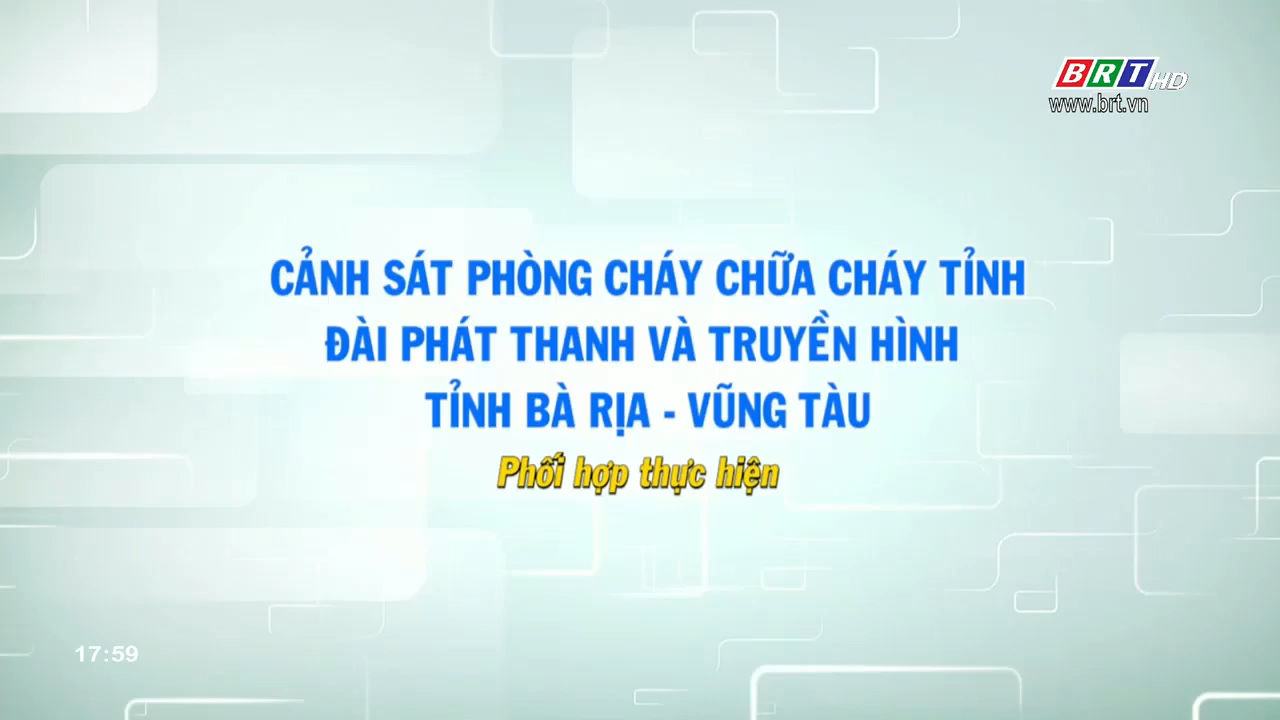 BRT HD
www.brt.vn
CẢNH SÁT PHÒNG CHÁY CHỮA CHÁY TỈNH
ĐÀI PHÁT THANH VÀ TRUYỀN HÌNH
TỈNH BÀ RỊA - VŨNG TÀU
Phối hợp thực hiện
17:59